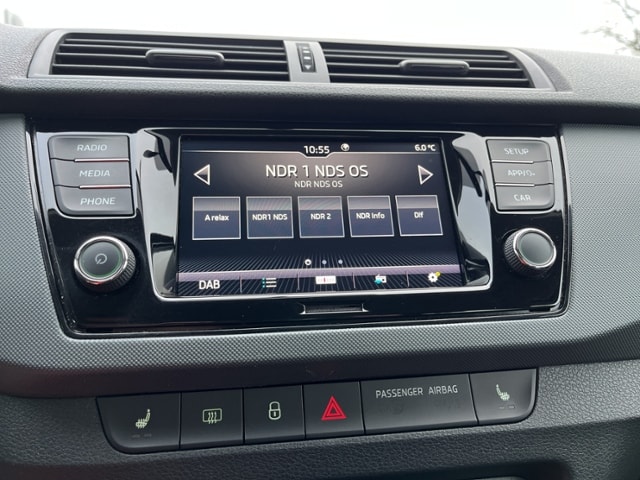 RADIO
MEDIA
PHONE
10:55
6.0 °C
NDR 1 NDS OS
NDR NDS OS
A relax
NDR1 NDS
NDR 2
NDR Info
Dlf
DAB
SETUP
APP/
CAR
PASSENGER AIRBAG